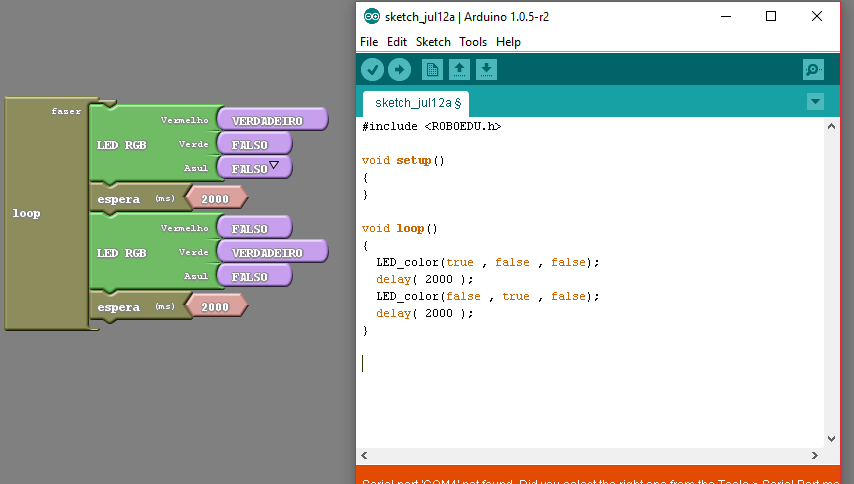 fazer
Vermelho VERDADEIRO
LED RGB Verde FALSO
Azul FALSO
espera (ms) 2000
loop
Vermelho FALSO
LED RGB Verde VERDADEIRO
Azul FALSO
espera (ms) 2000
sketch_jul12a | Arduino 1.0.5-r2
File Edit Sketch Tools Help
sketch_jul12a §
#include <ROBOEDU.h>
void setup()
{
}
void loop()
{
LED_color(true , false , false);
delay( 2000 );
LED_color(false , true , false);
delay( 2000 );
}
Serial port 'COM4' not found. Did you select the right one from the Tools > Serial Port me